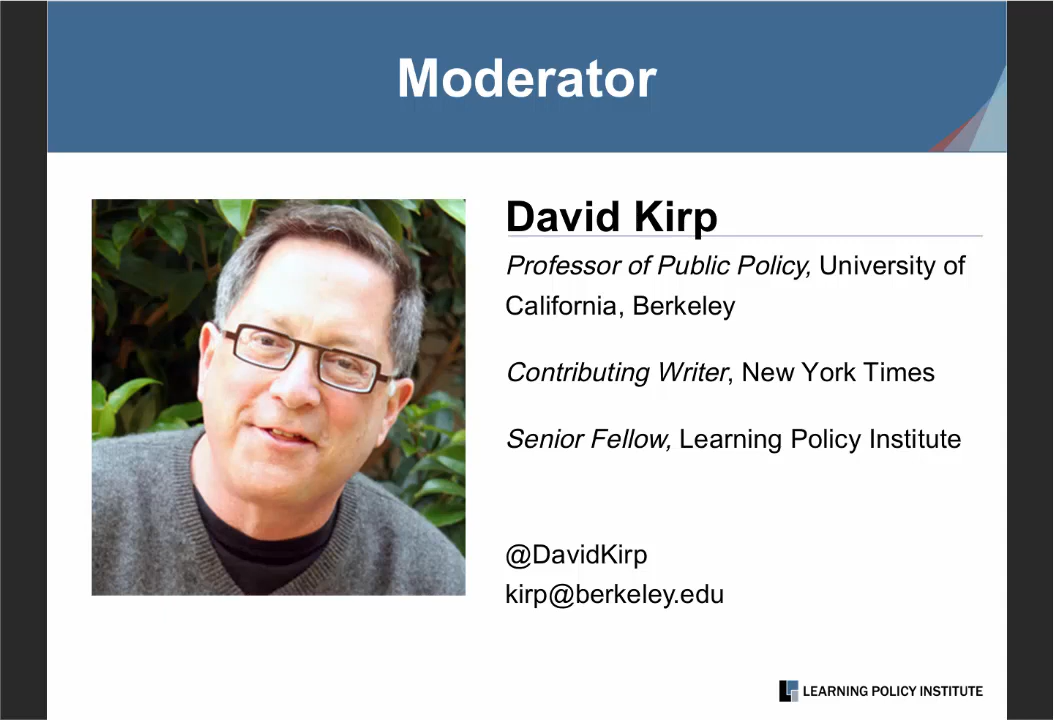 Moderator
David Kirp
Professor of Public Policy, University of
California, Berkeley
Contributing Writer, New York Times
Senior Fellow, Learning Policy Institute
@DavidKirp
kirp@berkeley.edu
LEARNING POLICY INSTITUTE